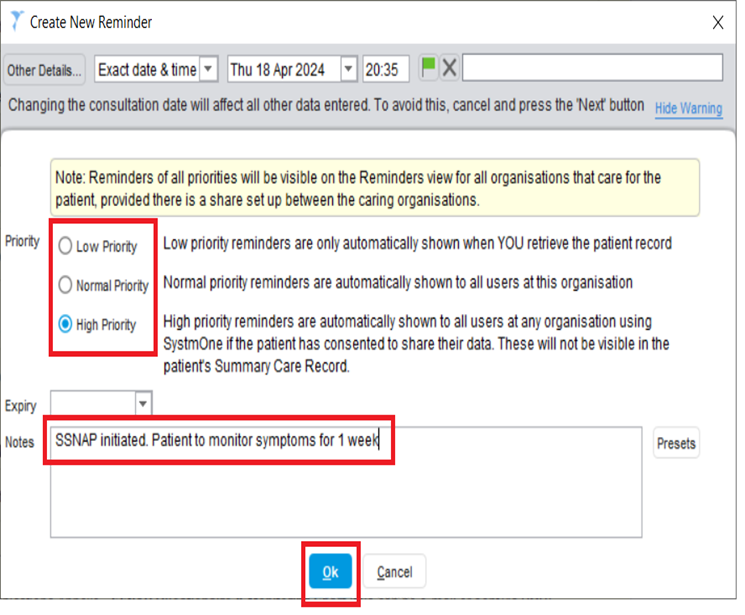 Create New Reminder
Other Details... Exact date & time Thu 18 Apr 2024 20:35
Changing the consultation date will affect all other data entered. To avoid this, cancel and press the 'Next' button Hide Warning
Note: Reminders of all priorities will be visible on the Reminders view for all organisations that care for the
patient, provided there is a share set up between the caring organisations.
Priority
Low Priority Low priority reminders are only automatically shown when YOU retrieve the patient record
Normal Priority Normal priority reminders are automatically shown to all users at this organisation
High Priority High priority reminders are automatically shown to all users at any organisation using
SystmOne if the patient has consented to share their data. These will not be visible in the
patient's Summary Care Record.
Expiry
Notes SSNAP initiated. Patient to monitor symptoms for 1 week Presets
Ok Cancel